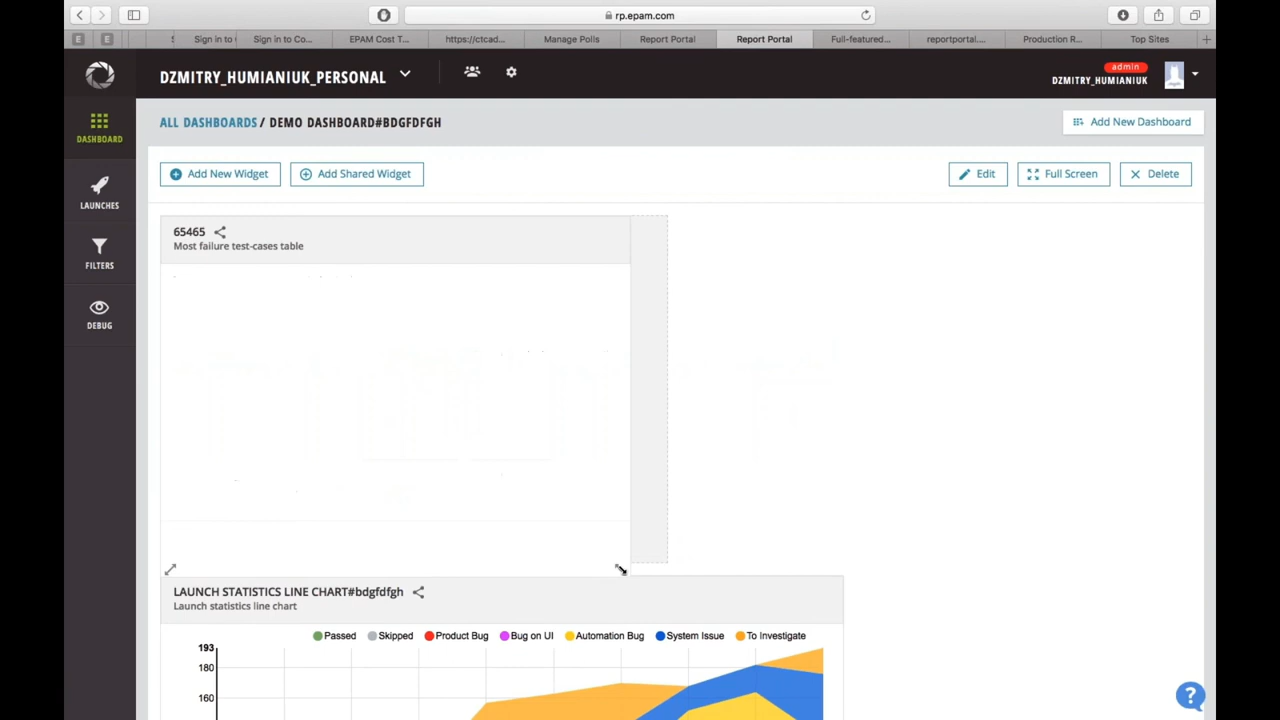 rp.epam.com
E
E
Sign in to
Sign in to Co...
EPAM Cost T...
https://ctcad...
Manage Polls
Report Portal
Report Portal
Full-featured...
reportportal....
Production R...
Top Sites
DZMITRY_HUMIANIUK_PERSONAL
admin
DZMITRY_HUMIANIUK
DASHBOARD
LAUNCHES
FILTERS
DEBUG
ALL DASHBOARDS / DEMO DASHBOARD#BDGFDFGH
Add New Dashboard
Add New Widget
Add Shared Widget
Edit
Full Screen
Delete
65465
Most failure test-cases table
LAUNCH STATISTICS LINE CHART#bdgfdfgh
Launch statistics line chart
Passed Skipped Product Bug Bug on UI Automation Bug System Issue To Investigate
193
180
160
?